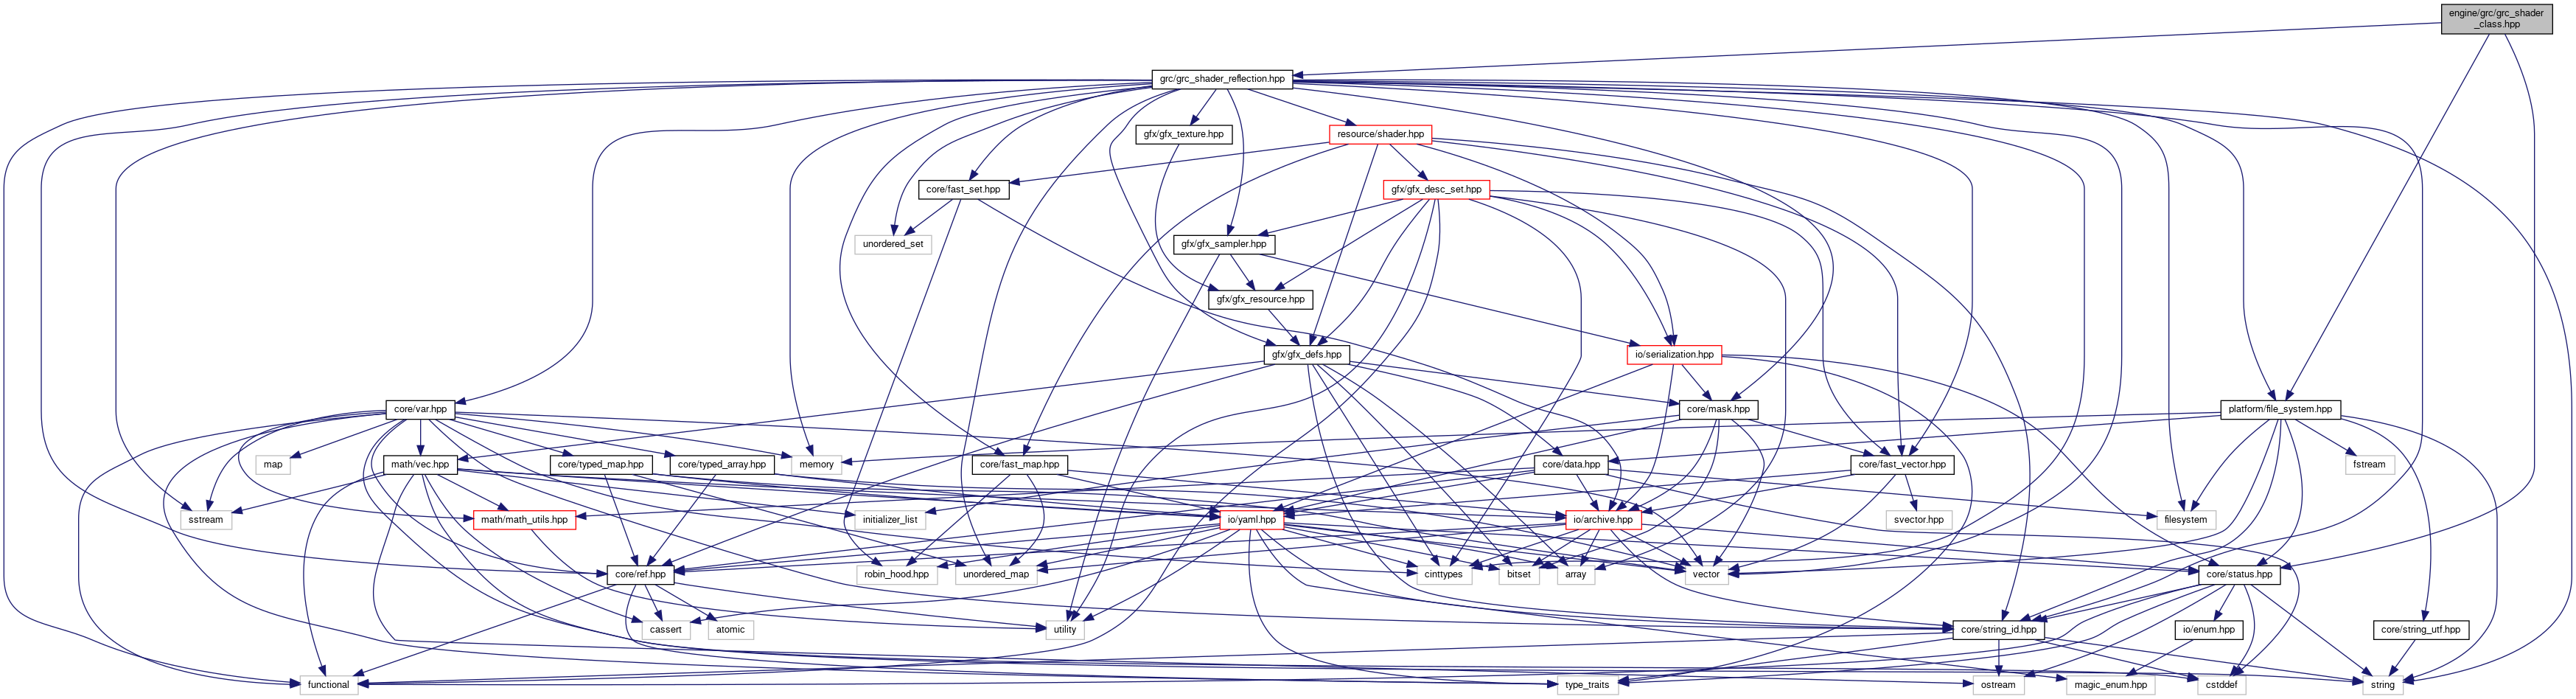 engine/grc/grc_shader
_class.hpp
grc/grc_shader_reflection.hpp
gfx/gfx_texture.hpp
resource/shader.hpp
core/fast_set.hpp
gfx/gfx_desc_set.hpp
unordered_set
gfx/gfx_sampler.hpp
gfx/gfx_resource.hpp
gfx/gfx_defs.hpp
io/serialization.hpp
core/var.hpp
core/mask.hpp
platform/file_system.hpp
map
math/vec.hpp
core/typed_map.hpp
core/typed_array.hpp
memory
core/fast_map.hpp
core/data.hpp
core/fast_vector.hpp
fstream
sstream
math/math_utils.hpp
initializer_list
io/yaml.hpp
io/archive.hpp
svector.hpp
filesystem
core/ref.hpp
robin_hood.hpp
unordered_map
cinttypes
bitset
array
vector
core/status.hpp
cassert
atomic
utility
core/string_id.hpp
io/enum.hpp
core/string_utf.hpp
functional
type_traits
ostream
magic_enum.hpp
cstddef
string